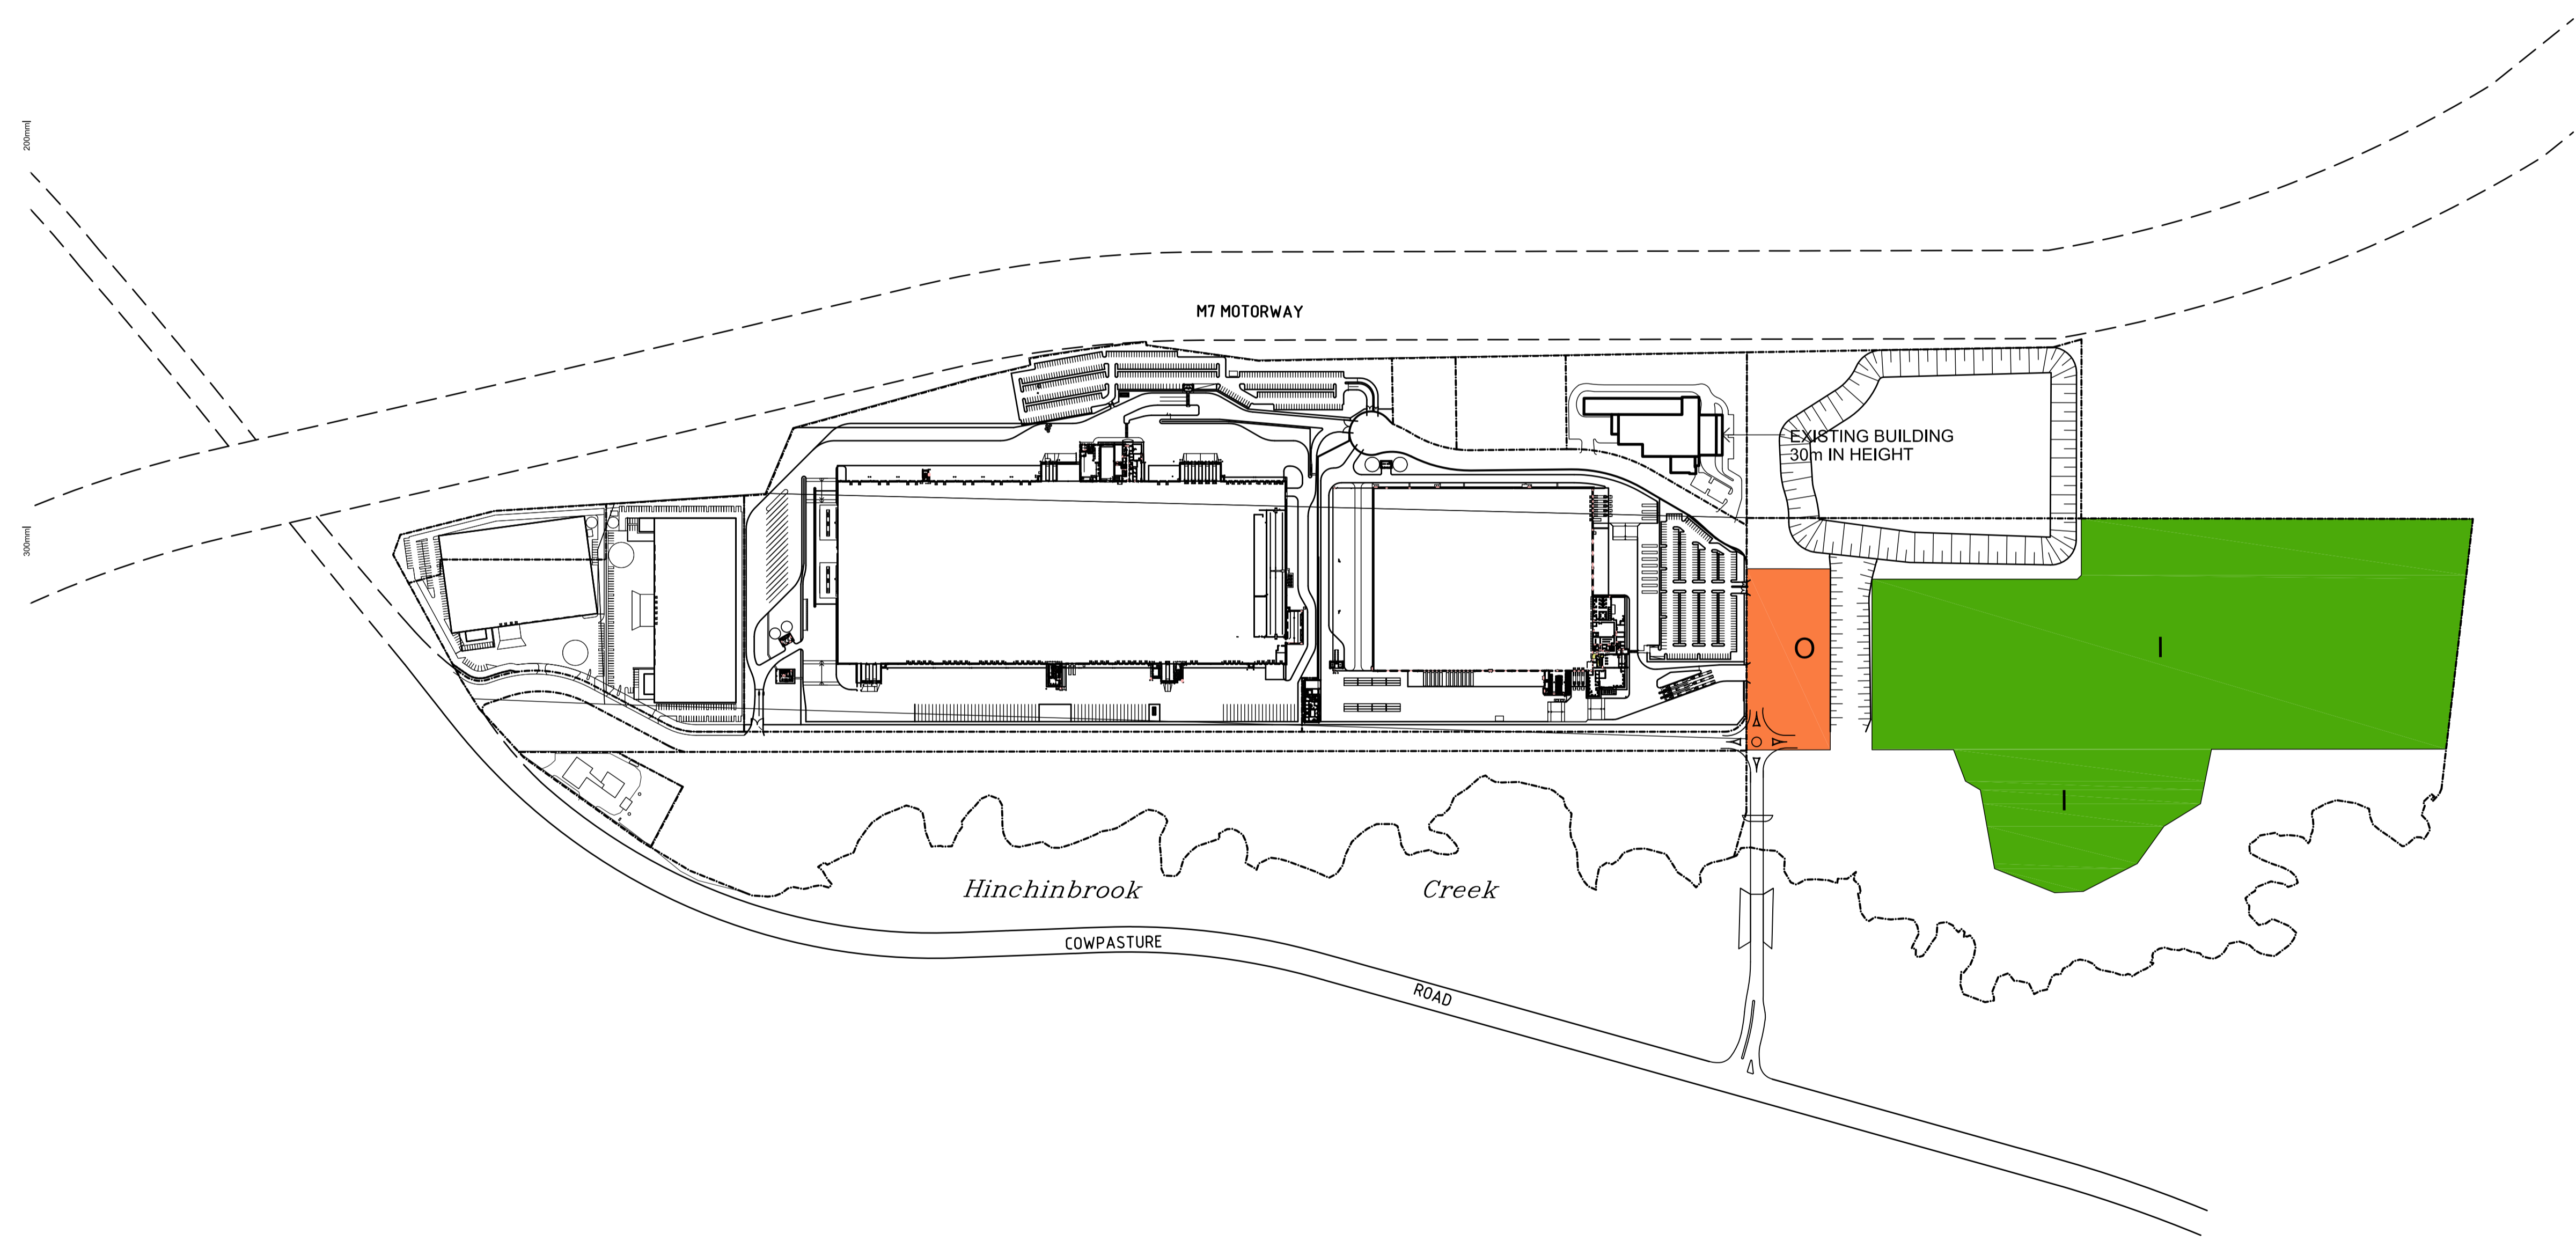 200mm
M7 MOTORWAY
EXISTING BUILDING
30m IN HEIGHT
300mm
O
I
I
Hinchinbrook Creek
COWPASTURE
ROAD